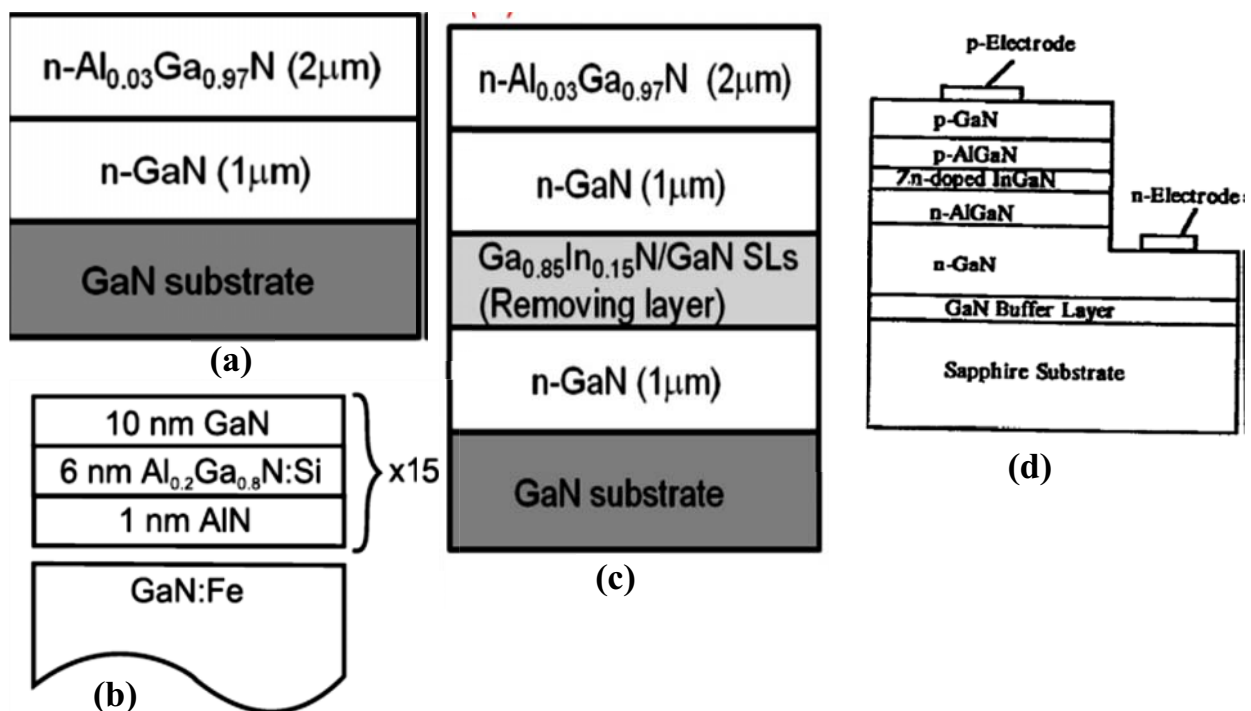 n-Al₀.₀₃Ga₀.₉₇N (2μm)
n-GaN (1μm)
GaN substrate
(a)
10 nm GaN
6 nm Al₀.₂Ga₀.₈N:Si
1 nm AlN
x15
GaN:Fe
(b)
n-Al₀.₀₃Ga₀.₉₇N (2μm)
n-GaN (1μm)
Ga₀.₈₅In₀.₁₅N/GaN SLs
(Removing layer)
n-GaN (1μm)
GaN substrate
(c)
p-Electrode
p-GaN
p-AlGaN
Zn-doped InGaN
n-Electrode
n-AlGaN
n-GaN
GaN Buffer Layer
Sapphire Substrate
(d)